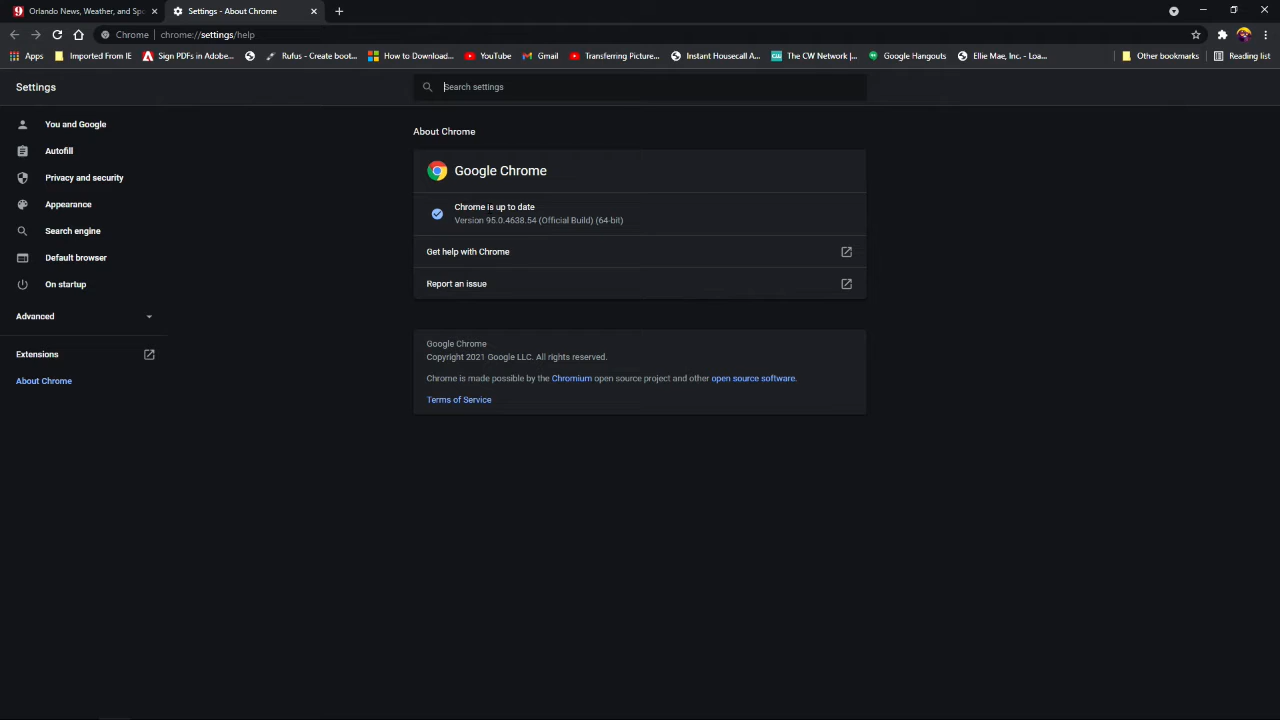 Orlando News, Weather, and Spo
Settings - About Chrome
Chrome chrome://settings/help
Apps Imported From IE Sign PDFs in Adobe... Rufus - Create boot... How to Download... YouTube Gmail Transferring Picture... Instant Housecall A... The CW Network |... Google Hangouts Ellie Mae, Inc. - Loa... Other bookmarks Reading list
Settings
Search settings
You and Google
Autofill
Privacy and security
Appearance
Search engine
Default browser
On startup
Advanced
Extensions
About Chrome
About Chrome
Google Chrome
Chrome is up to date
Version 95.0.4638.54 (Official Build) (64-bit)
Get help with Chrome
Report an issue
Google Chrome
Copyright 2021 Google LLC. All rights reserved.
Chrome is made possible by the Chromium open source project and other open source software.
Terms of Service